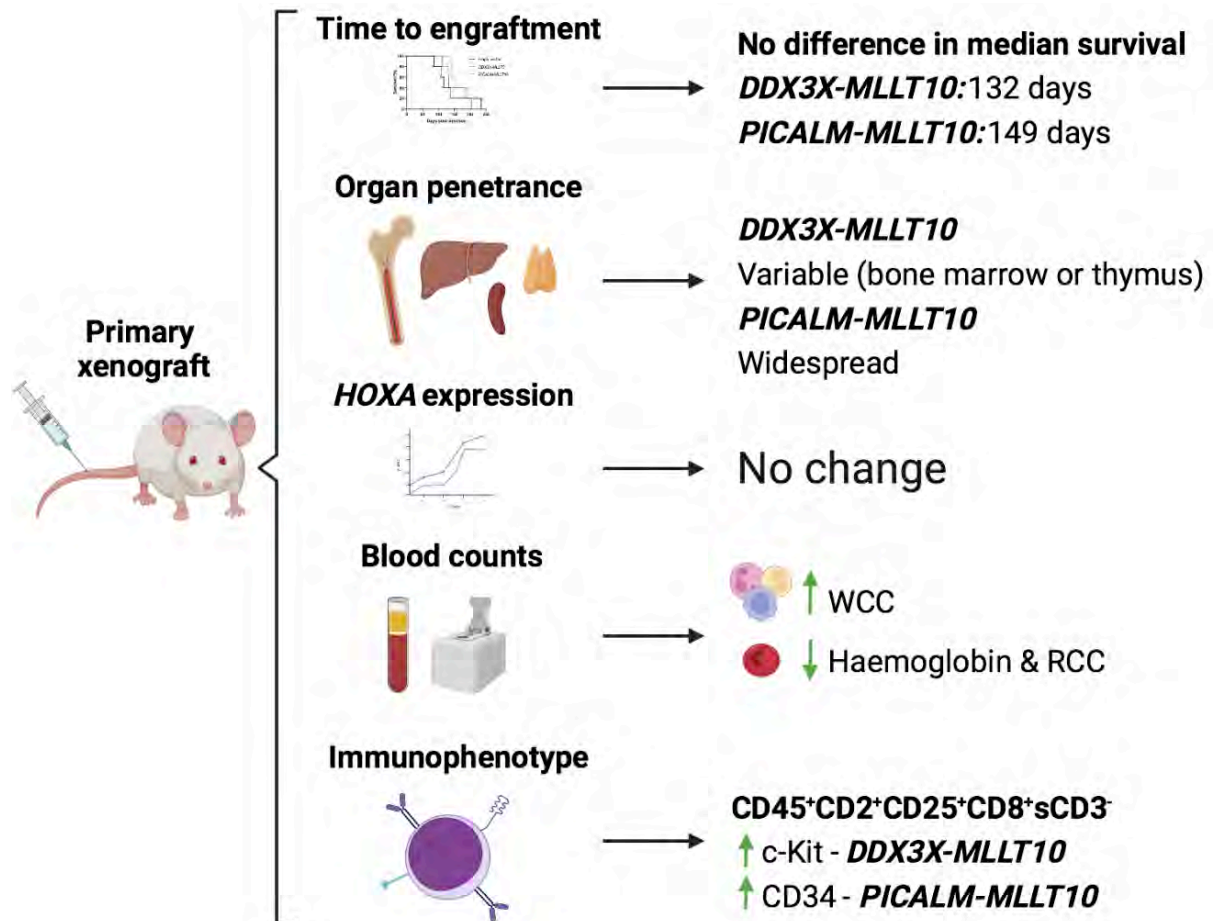 Time to engraftment
No difference in median survival
DDX3X-MLLT10:132 days
PICALM-MLLT10:149 days
Organ penetrance
DDX3X-MLLT10
Variable (bone marrow or thymus)
PICALM-MLLT10
Widespread
Primary
xenograft
HOXA expression
No change
Blood counts
↑ WCC
↓ Haemoglobin & RCC
Immunophenotype
CD45⁺CD2⁺CD25⁺CD8⁺sCD3⁻
↑ c-Kit - DDX3X-MLLT10
↑ CD34 - PICALM-MLLT10